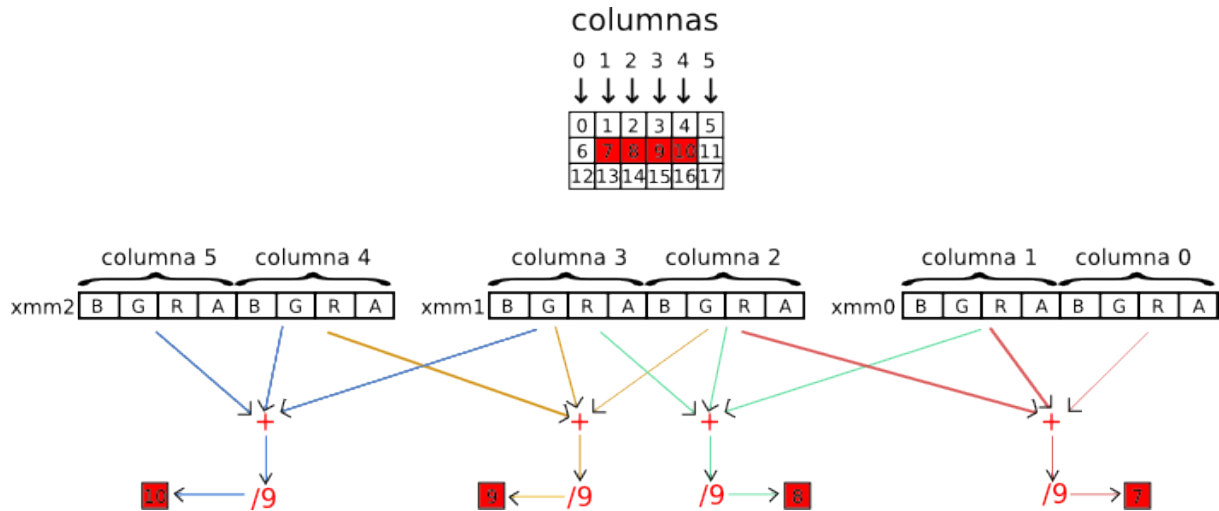 columnas
0 1 2 3 4 5
0 1 2 3 4 5
6 7 8 9 10 11
12 13 14 15 16 17
columna 5 columna 4 columna 3 columna 2 columna 1 columna 0
xmm2 B G R A B G R A xmm1 B G R A B G R A xmm0 B G R A B G R A
+ + + +
10 /9 9 /9 /9 8 /9 7